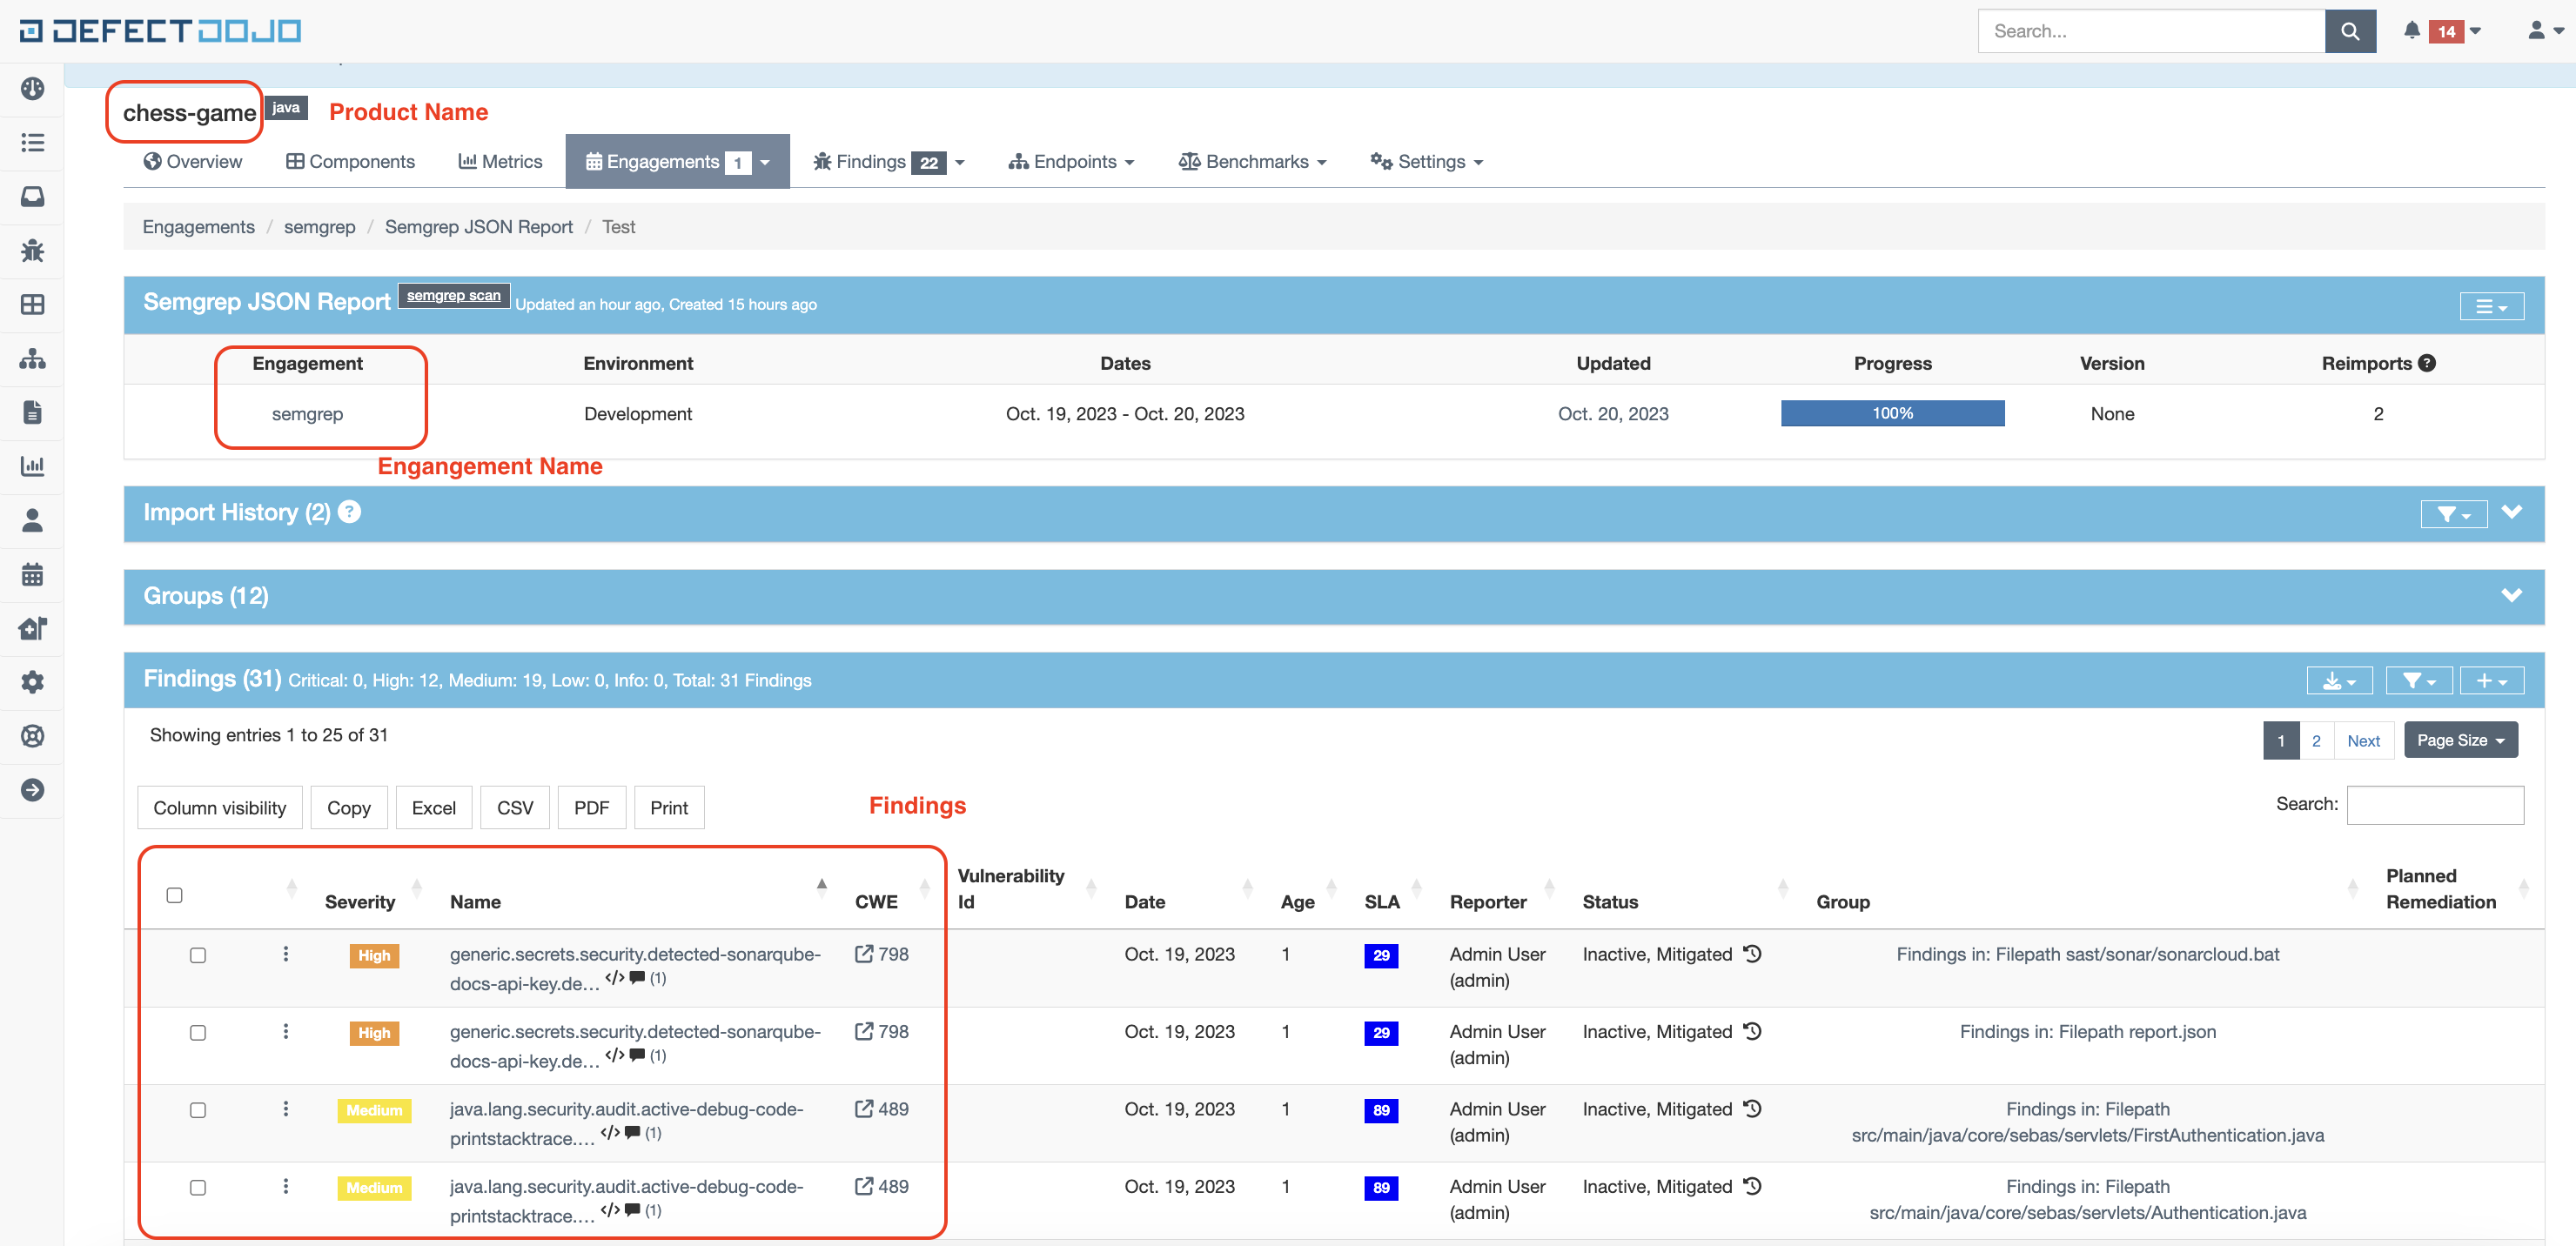 DEFECTDOJO
Search...
14
chess-game java Product Name
Overview Components Metrics Engagements 1 Findings 22 Endpoints Benchmarks Settings
Engagements / semgrep / Semgrep JSON Report / Test
Semgrep JSON Report semgrep scan Updated an hour ago, Created 15 hours ago
Engagement Environment Dates Updated Progress Version Reimports ?
semgrep Development Oct. 19, 2023 - Oct. 20, 2023 Oct. 20, 2023 100% None 2
Engangement Name
Import History (2) ?
Groups (12)
Findings (31) Critical: 0, High: 12, Medium: 19, Low: 0, Info: 0, Total: 31 Findings
Showing entries 1 to 25 of 31
1 2 Next Page Size
Column visibility Copy Excel CSV PDF Print
Findings
Search:
Severity Name CWE Vulnerability Id Date Age SLA Reporter Status Group Planned Remediation
High generic.secrets.security.detected-sonarqube- 798 Oct. 19, 2023 1 29 Admin User Inactive, Mitigated Findings in: Filepath sast/sonar/sonarcloud.bat
docs-api-key.de... </> (1) (admin)
High generic.secrets.security.detected-sonarqube- 798 Oct. 19, 2023 1 29 Admin User Inactive, Mitigated Findings in: Filepath report.json
docs-api-key.de... </> (1) (admin)
Medium java.lang.security.audit.active-debug-code- 489 Oct. 19, 2023 1 89 Admin User Inactive, Mitigated Findings in: Filepath
printstacktrace.... </> (1) (admin) src/main/java/core/sebas/servlets/FirstAuthentication.java
Medium java.lang.security.audit.active-debug-code- 489 Oct. 19, 2023 1 89 Admin User Inactive, Mitigated Findings in: Filepath
printstacktrace.... </> (1) (admin) src/main/java/core/sebas/servlets/Authentication.java